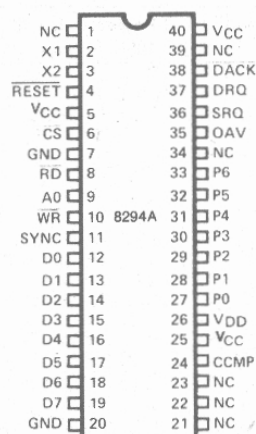 NC 1 40 VCC
X1 2 39 NC
X2 3 38 DACK
RESET 4 37 DRQ
VCC 5 36 SRQ
CS 6 35 OAV
GND 7 34 NC
RD 8 33 P6
A0 9 32 P5
WR 10 8294A 31 P4
SYNC 11 30 P3
D0 12 29 P2
D1 13 28 P1
D2 14 27 P0
D3 15 26 VDD
D4 16 25 VCC
D5 17 24 CCMP
D6 18 23 NC
D7 19 22 NC
GND 20 21 NC